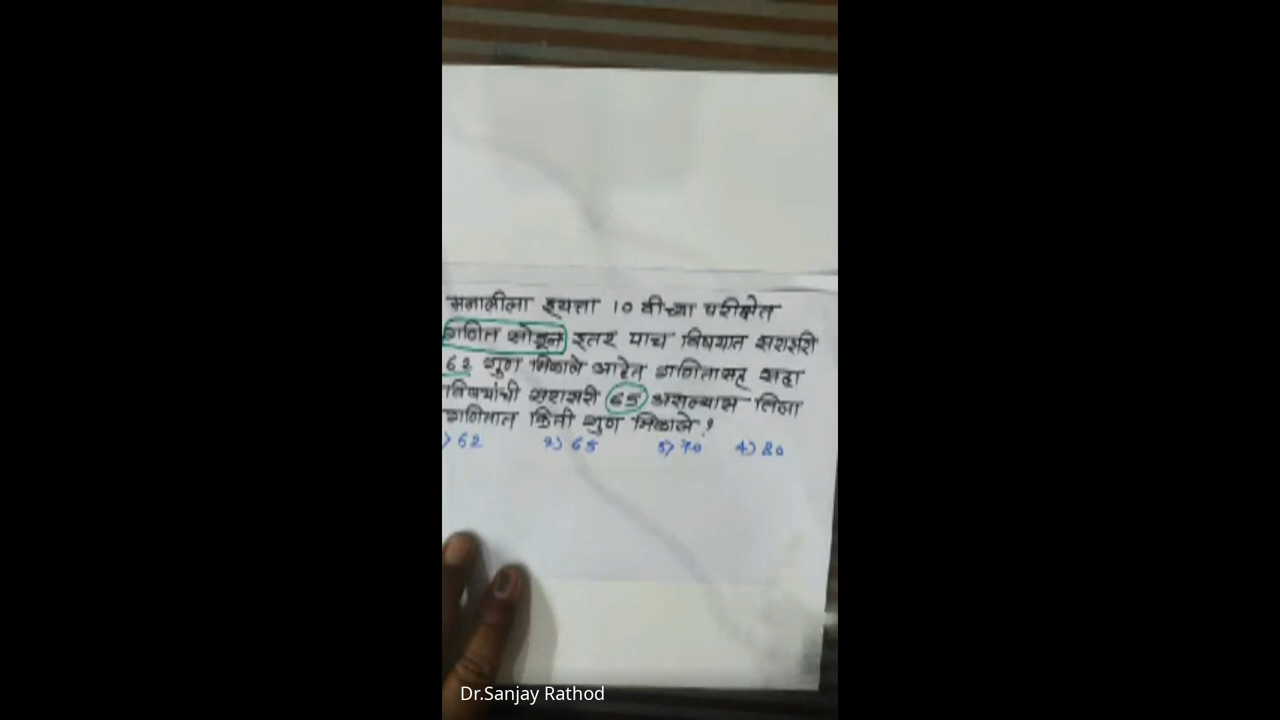 सनालीला इयत्ता 10 वीच्या परीक्षेत
गणित सोडून इतर पाच विषयात सरासरी
62 गुण मिळाले आहेत गणितासह सहा
विषयांची सरासरी 65 असल्यास तिला
गणितात किती गुण मिळाले?
) 62 2) 65 3) 70 4) 80
Dr.Sanjay Rathod